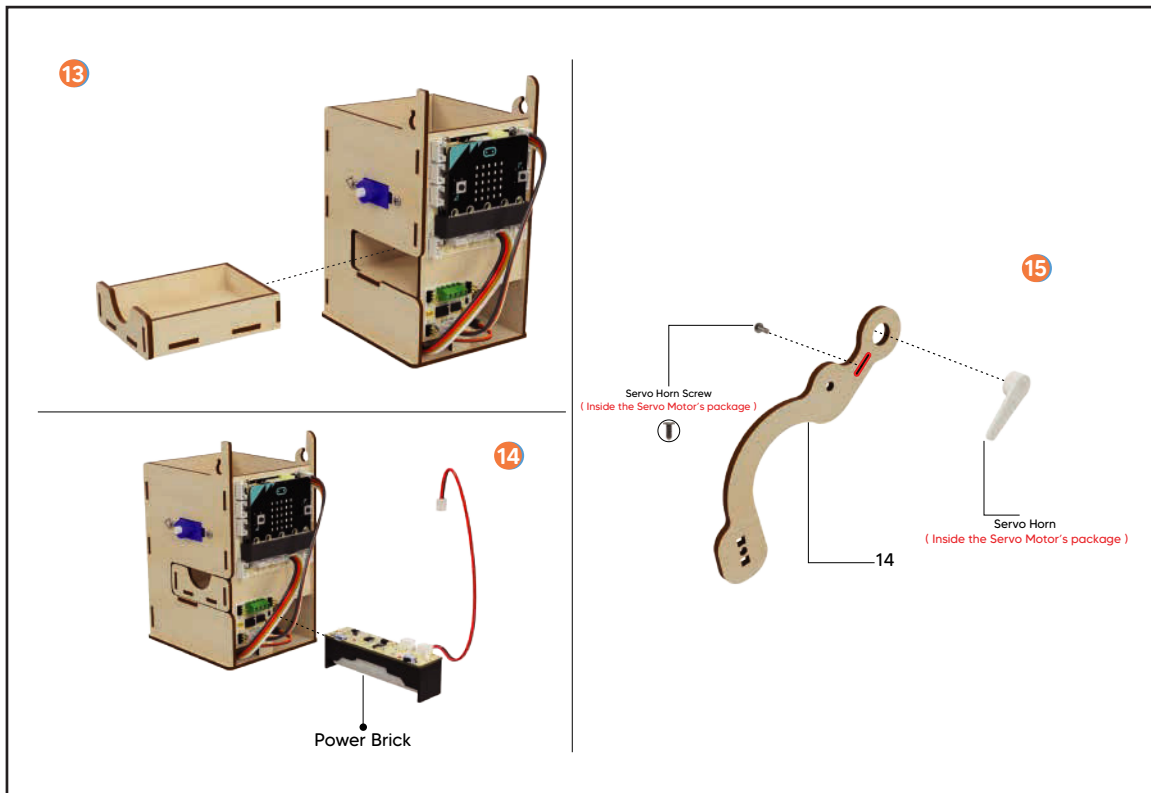 13
14
Power Brick
15
Servo Horn Screw
( Inside the Servo Motor's package )
Servo Horn
( Inside the Servo Motor's package )
14